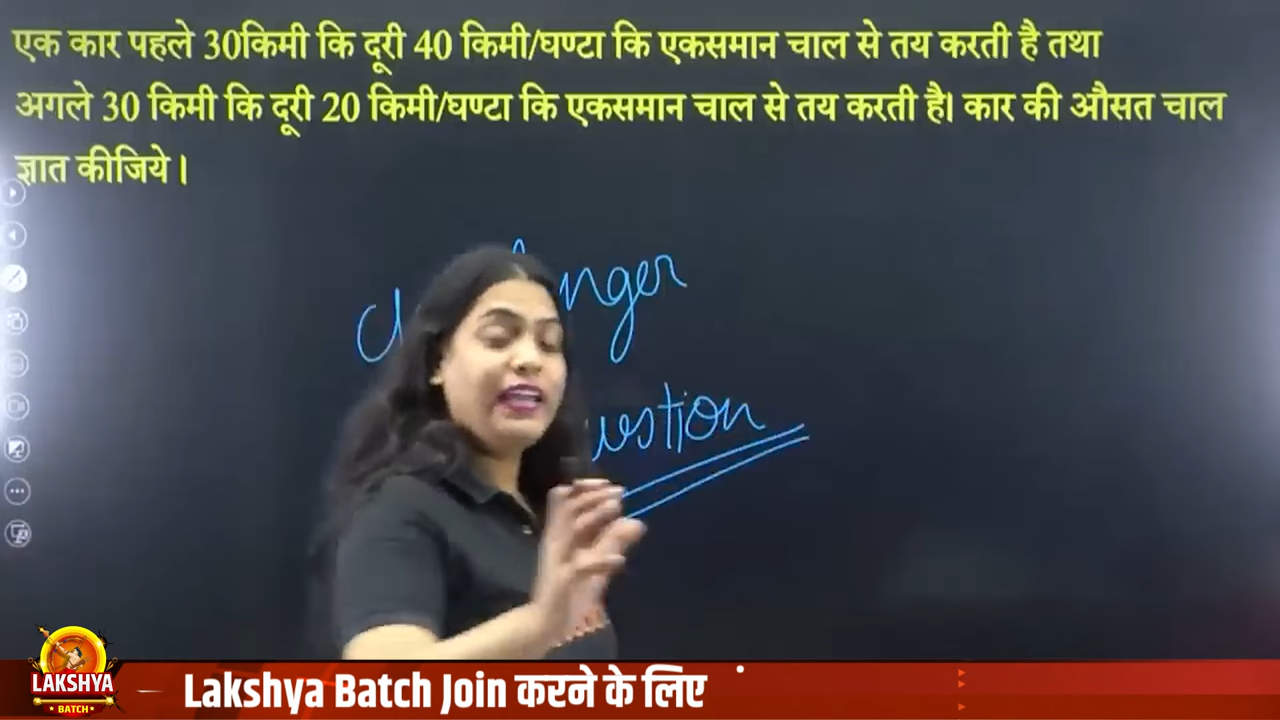 एक कार पहले 30किमी कि दूरी 40 किमी/घण्टा कि एकसमान चाल से तय करती है तथा
अगले 30 किमी कि दूरी 20 किमी/घण्टा कि एकसमान चाल से तय करती है। कार की औसत चाल
ज्ञात कीजिये।
LAKSHYA
BATCH
Lakshya Batch Join करने के लिए